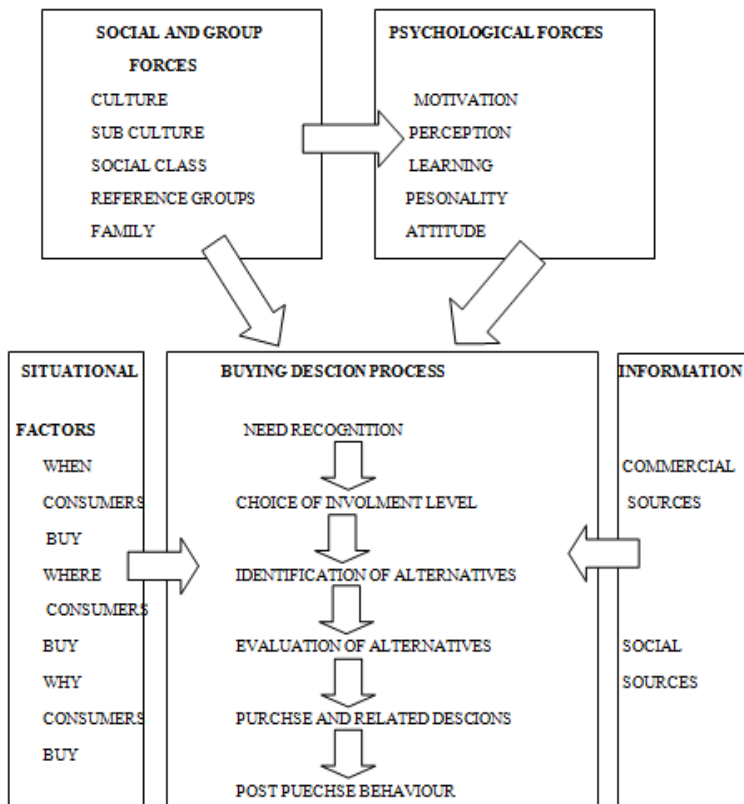 SOCIAL AND GROUP
FORCES
CULTURE
SUB CULTURE
SOCIAL CLASS
REFERENCE GROUPS
FAMILY
PSYCHOLOGICAL FORCES
MOTIVATION
PERCEPTION
LEARNING
PESONALITY
ATTITUDE
SITUATIONAL
FACTORS
WHEN
CONSUMERS
BUY
WHERE
CONSUMERS
BUY
WHY
CONSUMERS
BUY
BUYING DESCION PROCESS
NEED RECOGNITION
CHOICE OF INVOLMENT LEVEL
IDENTIFICATION OF ALTERNATIVES
EVALUATION OF ALTERNATIVES
PURCHSE AND RELATED DESCIONS
POST PUECHSE BEHAVIOUR
INFORMATION
COMMERCIAL
SOURCES
SOCIAL
SOURCES